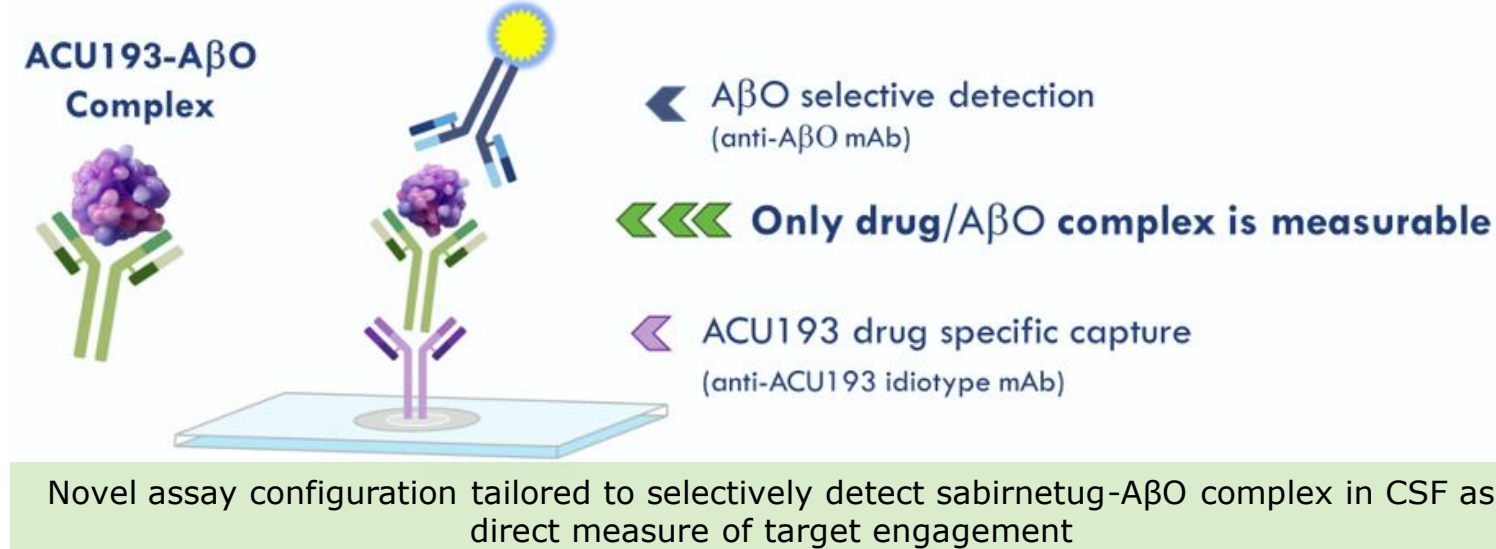 ACU193-AβO
Complex
AβO selective detection
(anti-AβO mAb)
Only drug/AβO complex is measurable
ACU193 drug specific capture
(anti-ACU193 idiotype mAb)
Novel assay configuration tailored to selectively detect sabirnetug-AβO complex in CSF as
direct measure of target engagement